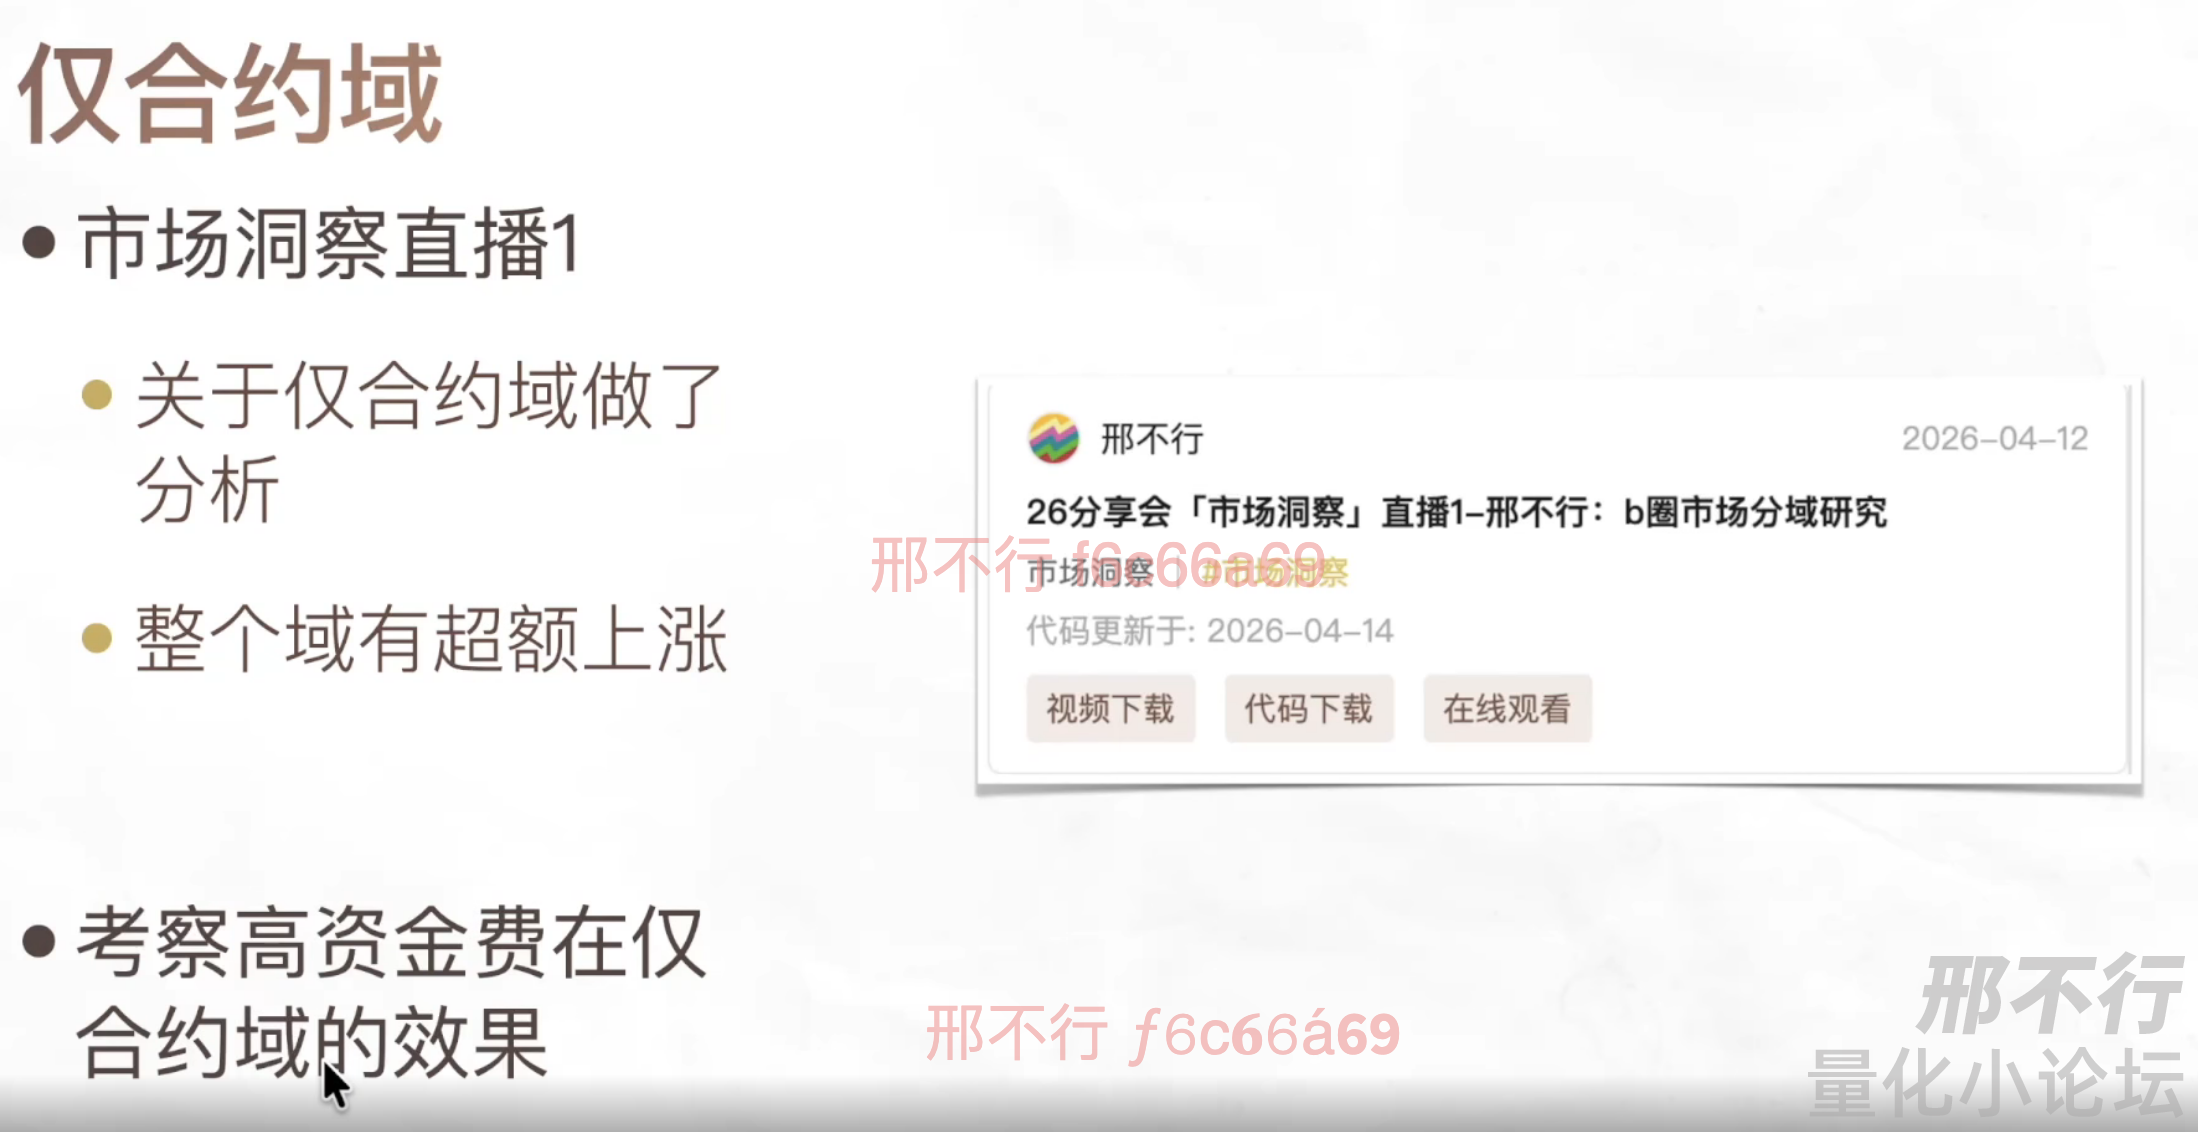 仅合约域
市场洞察直播1
关于仅合约域做了
分析
整个域有超额上涨
考察高资金费在仅
合约域的效果
邢不行
2026-04-12
26分享会「市场洞察」直播1-邢不行：b圈市场分域研究
市场洞察 | #市场洞察
代码更新于: 2026-04-14
视频下载 代码下载 在线观看
邢不行 f6c66a69
邢不行 f6c66á69
邢不行
量化小论坛